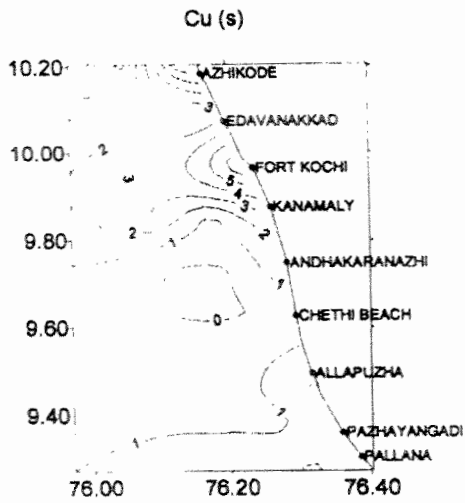 Cu (s)
10.20
AZHIKODE
3
EDAVANAKKAD
2
10.00
3
FORT KOCHI
5
4
3
KANAMALY
2
2
1
9.80
ANDHAKARANAZHI
1
0
CHETHI BEACH
9.60
ALLAPUZHA
9.40
1
PAZHAYANGADI
PALLANA
76.00
76.20
76.40